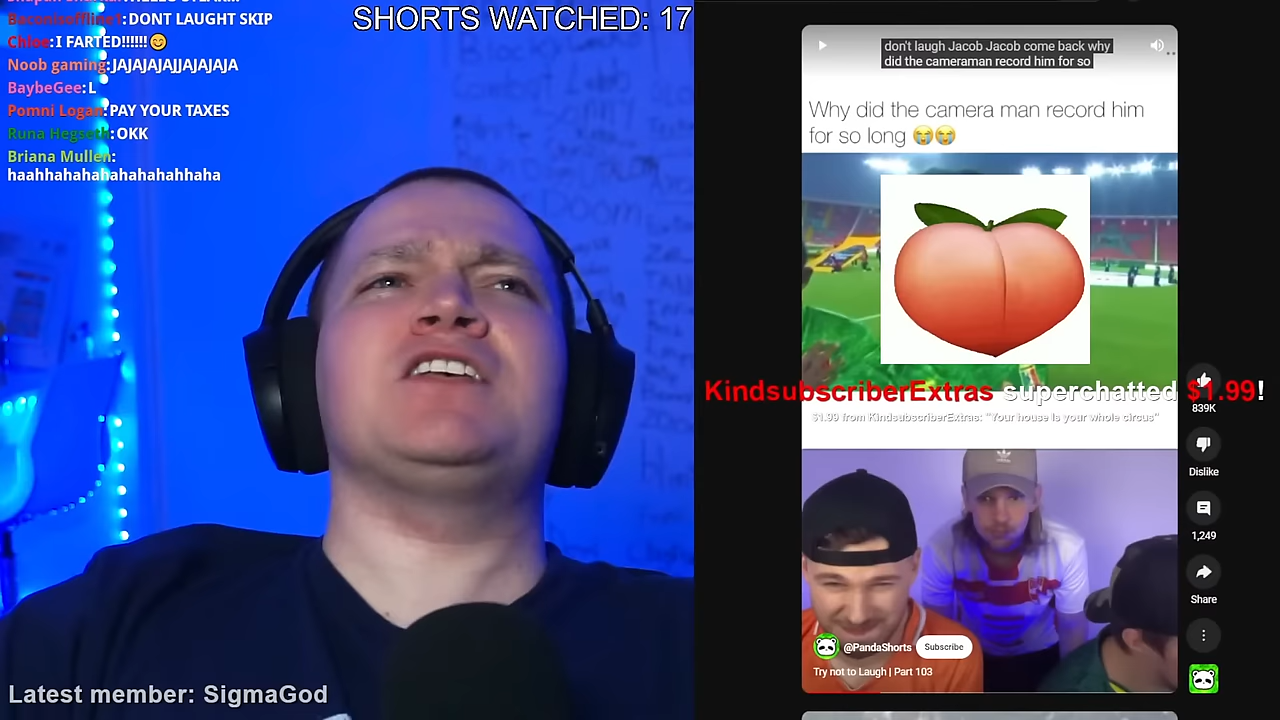 SHORTS WATCHED: 17
Baconisoffline1: DONT LAUGHT SKIP
Chloe: I FARTED!!!!!!😊
Noob gaming: JAJAJAJAJJAJAJAJA
BaybeGee: L
Pomni Logan: PAY YOUR TAXES
Runa Hegseth: OKK
Briana Mullen:
haahhahahahahahahahhaha
Latest member: SigmaGod
don't laugh Jacob Jacob come back why
did the cameraman record him for so
Why did the camera man record him
for so long 😭😭
KindsubscriberExtras superchatted $1.99!
$1.99 from KindsubscriberExtras: "Your house is your whole circus"
839K
Dislike
1,249
Share
@PandaShorts Subscribe
Try not to Laugh | Part 103